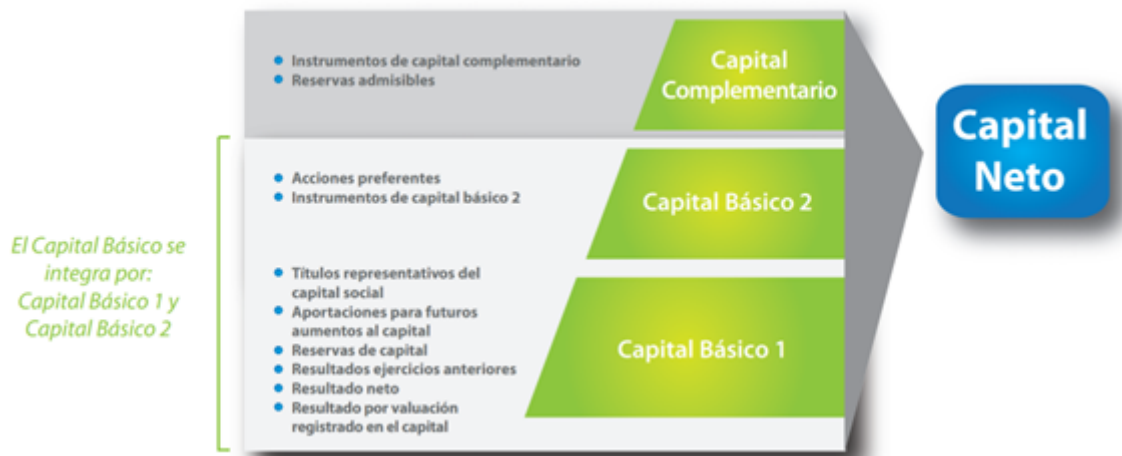 Instrumentos de capital complementario
Reservas admisibles
Capital
Complementario
Capital
Neto
Acciones preferentes
Instrumentos de capital básico 2
Capital Básico 2
El Capital Básico se
integra por:
Capital Básico 1 y
Capital Básico 2
Títulos representativos del
capital social
Aportaciones para futuros
aumentos al capital
Reservas de capital
Resultados ejercicios anteriores
Resultado neto
Resultado por valuación
registrado en el capital
Capital Básico 1